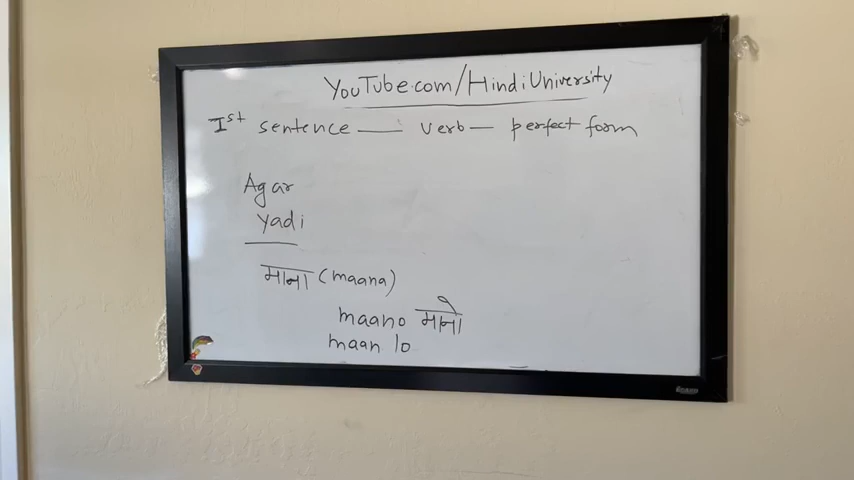 YouTube.com/HindiUniversity
Ist sentence — verb — perfect form
Agar
yadi
माना (maana)
maano मानो
maan lo